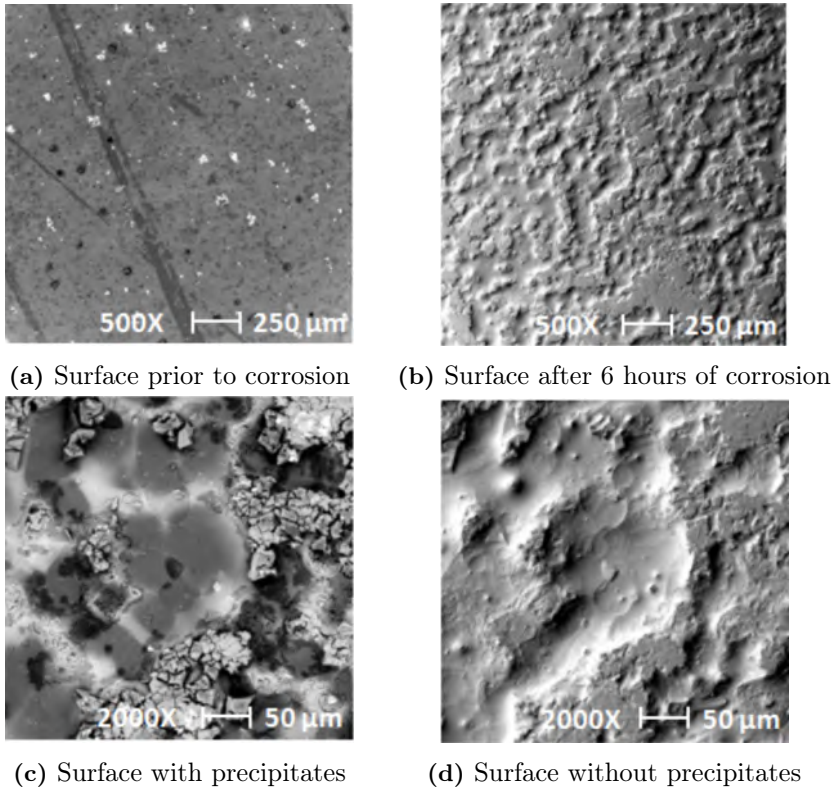 500X 250 μm
500X 250 μm
(a) Surface prior to corrosion
(b) Surface after 6 hours of corrosion
2000X 50 μm
2000X 50 μm
(c) Surface with precipitates
(d) Surface without precipitates